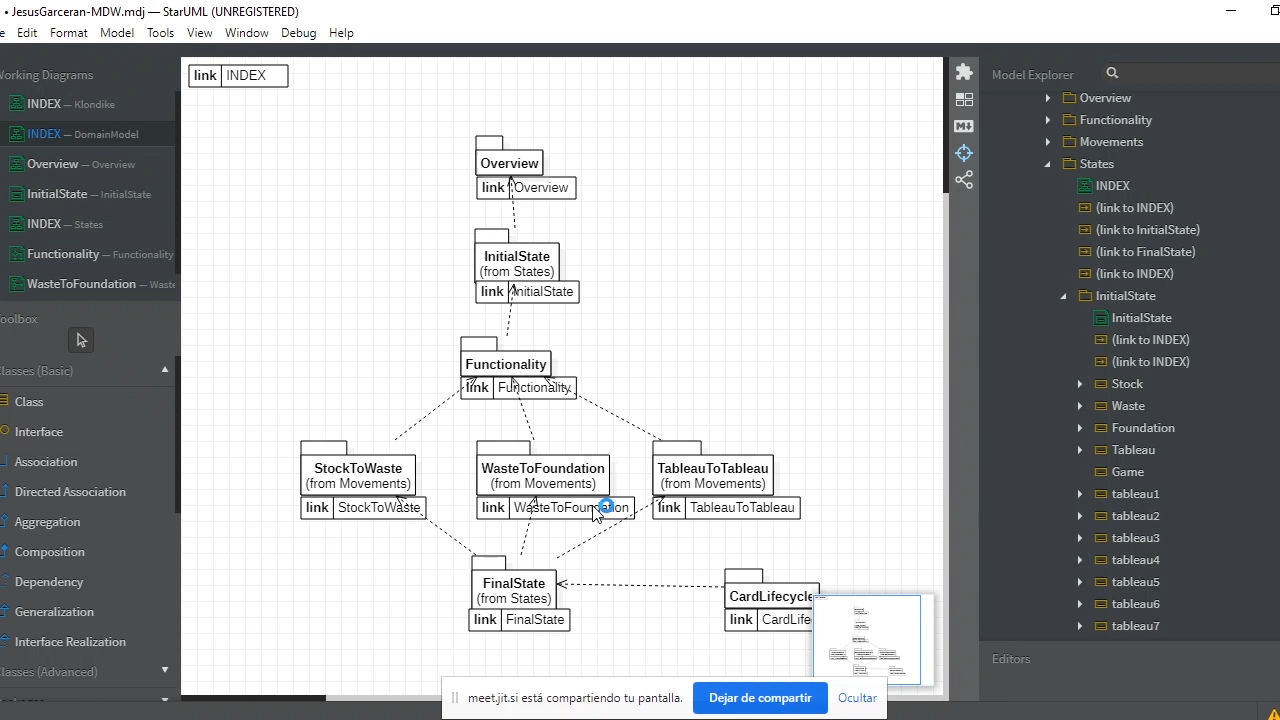 • JesusGarceran-MDW.mdj — StarUML (UNREGISTERED)
Edit Format Model Tools View Window Debug Help
Working Diagrams
INDEX — Klondike
INDEX — DomainModel
Overview — Overview
InitialState — InitialState
INDEX — States
Functionality — Functionality
WasteToFoundation — Waste
Toolbox
Classes (Basic)
Class
Interface
Association
Directed Association
Aggregation
Composition
Dependency
Generalization
Interface Realization
Classes (Advanced)
link INDEX
Overview
link Overview
InitialState
(from States)
link InitialState
Functionality
link Functionality
StockToWaste
(from Movements)
link StockToWaste
WasteToFoundation
(from Movements)
link WasteToFoundation
TableauToTableau
(from Movements)
link TableauToTableau
FinalState
(from States)
link FinalState
CardLifecycle
link CardLife
meet.jit.si está compartiendo tu pantalla. Dejar de compartir Ocultar
Model Explorer
Overview
Functionality
Movements
States
INDEX
(link to INDEX)
(link to InitialState)
(link to FinalState)
(link to INDEX)
InitialState
InitialState
(link to INDEX)
(link to INDEX)
Stock
Waste
Foundation
Tableau
Game
tableau1
tableau2
tableau3
tableau4
tableau5
tableau6
tableau7
Editors